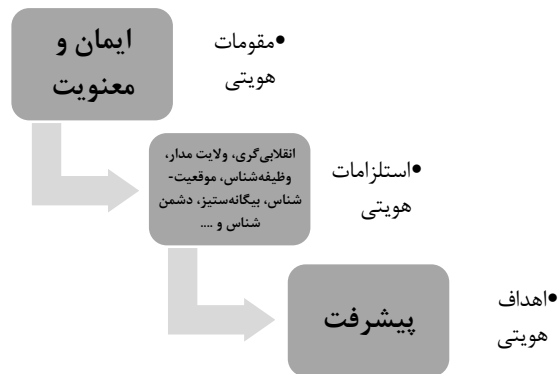 ایمان و
معنویت
•مقومات
هویتی
انقلابی‌گری، ولایت مدار،
وظیفه‌شناس، موقعیت-
شناس، بیگانه‌ستیز، دشمن
شناس و ....
•استلزامات
هویتی
پیشرفت
•اهداف
هویتی